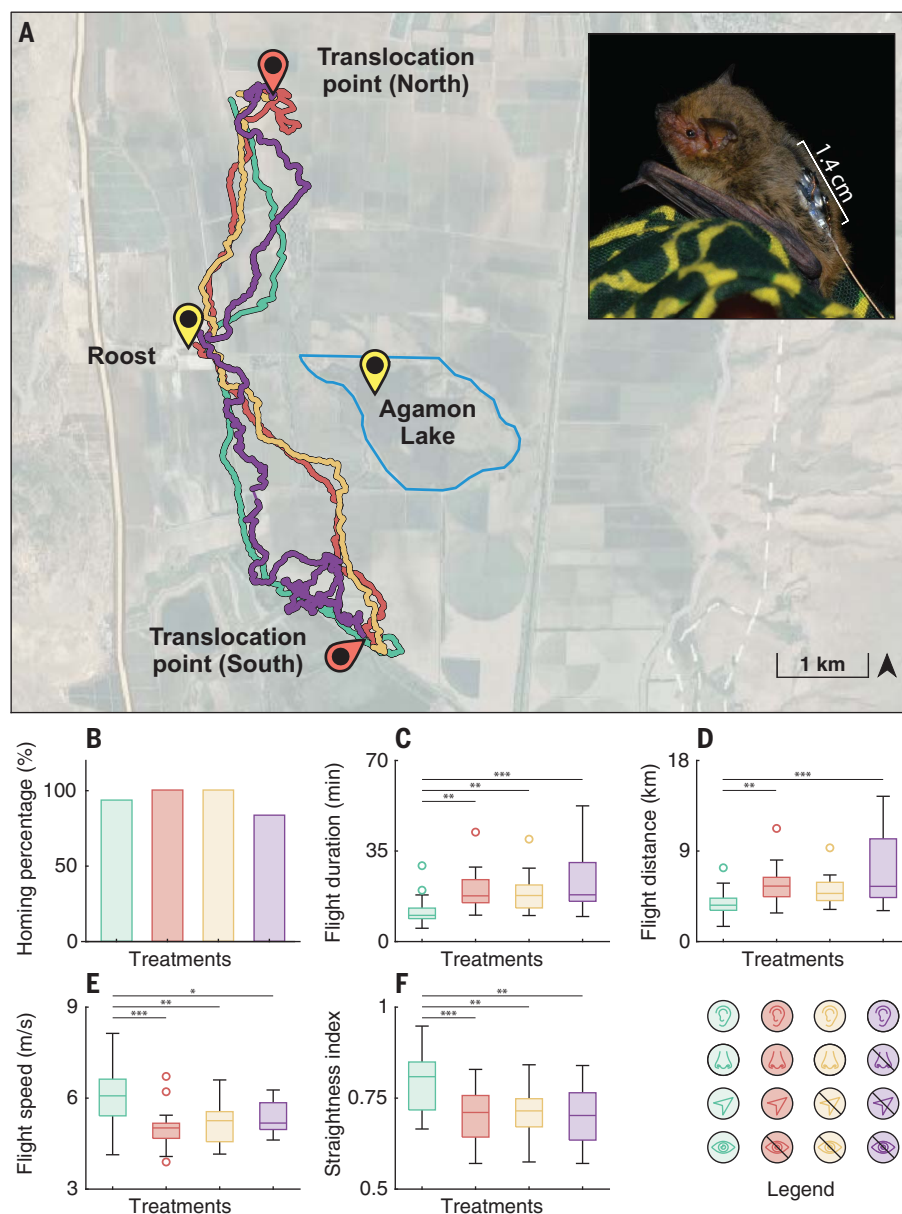 A
Translocation
point (North)
1.4 cm
Roost
Agamon
Lake
Translocation
point (South)
1 km
B
Homing percentage (%)
100
50
0
Treatments
C
Flight duration (min)
70
35
0
***
**
**
Treatments
D
Flight distance (km)
18
9
0
***
**
Treatments
E
Flight speed (m/s)
9
6
3
*
**
***
Treatments
F
Straightness index
1
0.75
0.5
**
**
***
Treatments
Legend